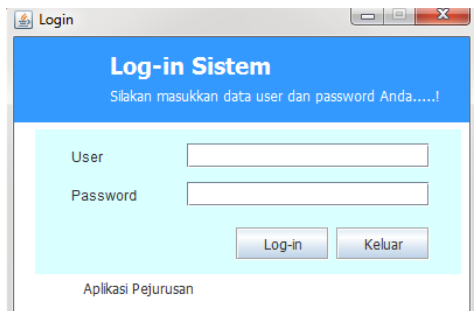 Login
Log-in Sistem
Silakan masukkan data user dan password Anda.....!
User
Password
Log-in Keluar
Aplikasi Pejurusan